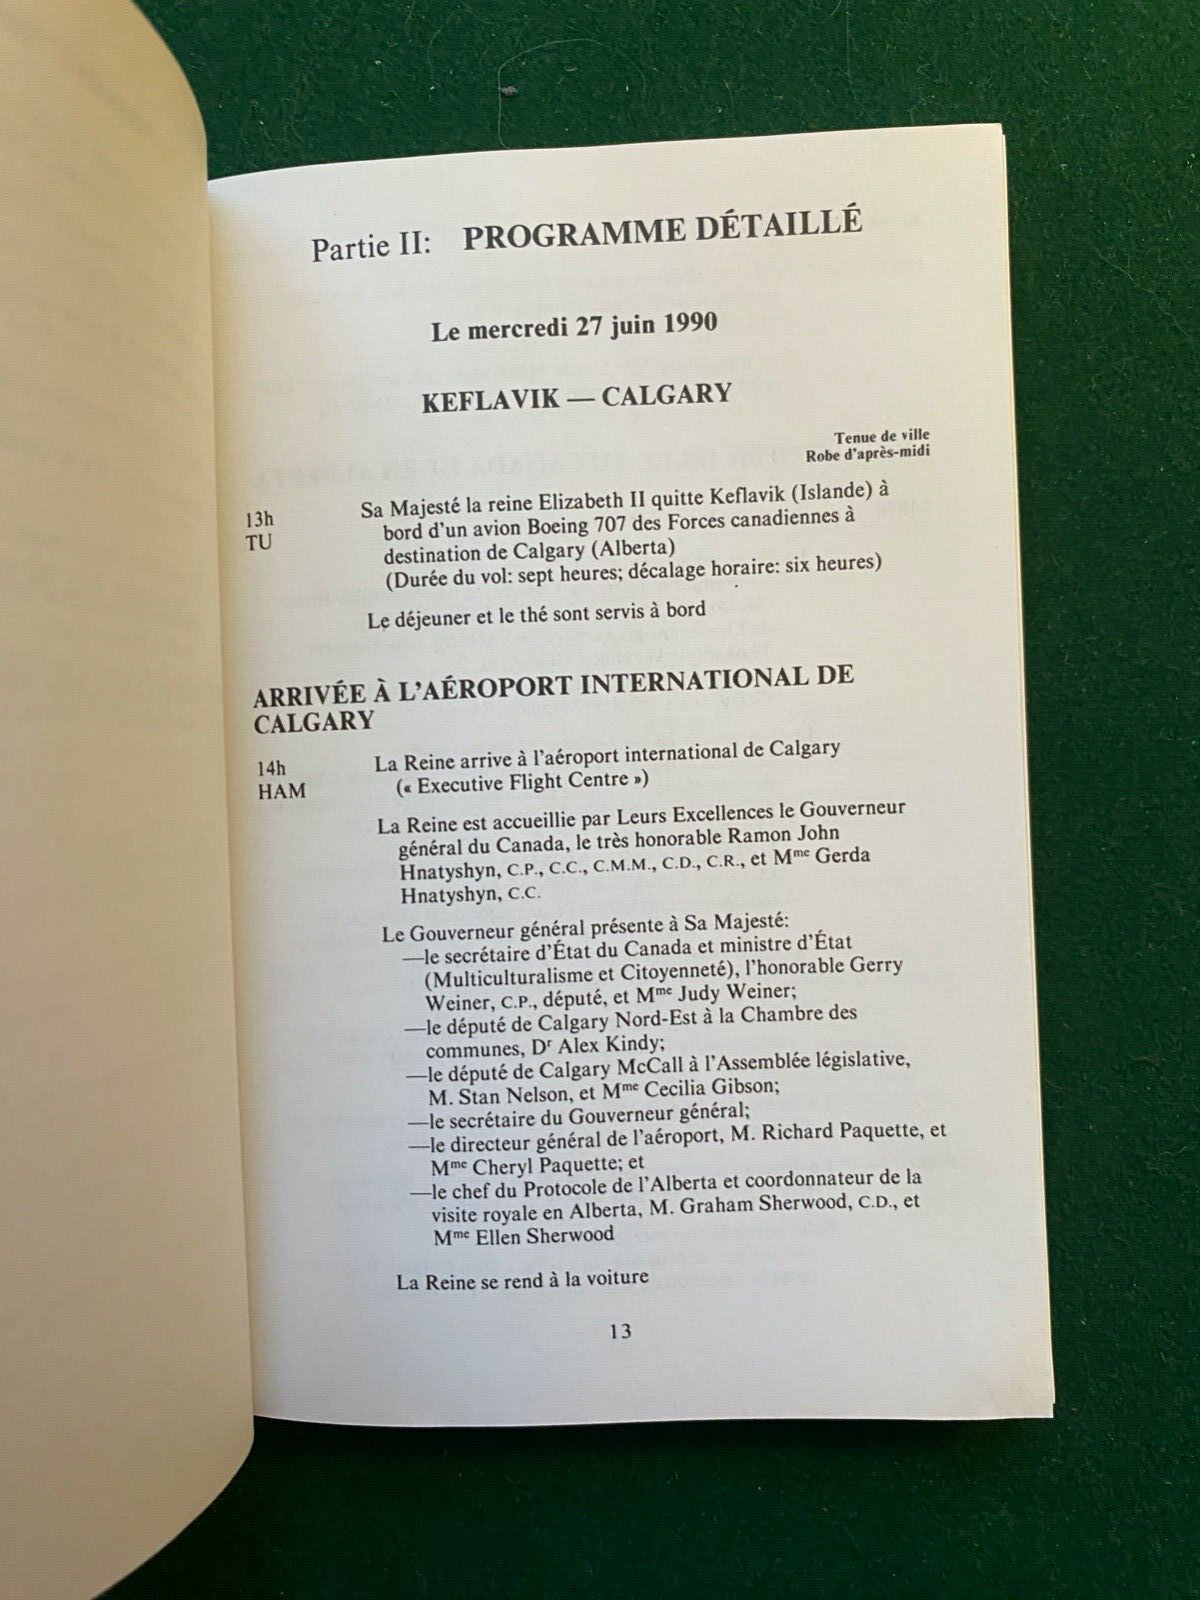 Partie II: PROGRAMME DÉTAILLÉ
Le mercredi 27 juin 1990
KEFLAVIK — CALGARY
Tenue de ville
Robe d'après-midi
13h
TU
Sa Majesté la reine Elizabeth II quitte Keflavik (Islande) à
bord d'un avion Boeing 707 des Forces canadiennes à
destination de Calgary (Alberta)
(Durée du vol: sept heures; décalage horaire: six heures)
Le déjeuner et le thé sont servis à bord
ARRIVÉE À L'AÉROPORT INTERNATIONAL DE
CALGARY
14h
HAM
La Reine arrive à l'aéroport international de Calgary
(« Executive Flight Centre »)
La Reine est accueillie par Leurs Excellences le Gouverneur
général du Canada, le très honorable Ramon John
Hnatyshyn, C.P., C.C., C.M.M., C.D., C.R., et Mme Gerda
Hnatyshyn, C.C.
Le Gouverneur général présente à Sa Majesté:
—le secrétaire d'État du Canada et ministre d'État
(Multiculturalisme et Citoyenneté), l'honorable Gerry
Weiner, C.P., député, et Mme Judy Weiner;
—le député de Calgary Nord-Est à la Chambre des
communes, Dr Alex Kindy;
—le député de Calgary McCall à l'Assemblée législative,
M. Stan Nelson, et Mme Cecilia Gibson;
—le secrétaire du Gouverneur général;
—le directeur général de l'aéroport, M. Richard Paquette, et
Mme Cheryl Paquette; et
—le chef du Protocole de l'Alberta et coordonnateur de la
visite royale en Alberta, M. Graham Sherwood, C.D., et
Mme Ellen Sherwood
La Reine se rend à la voiture
13